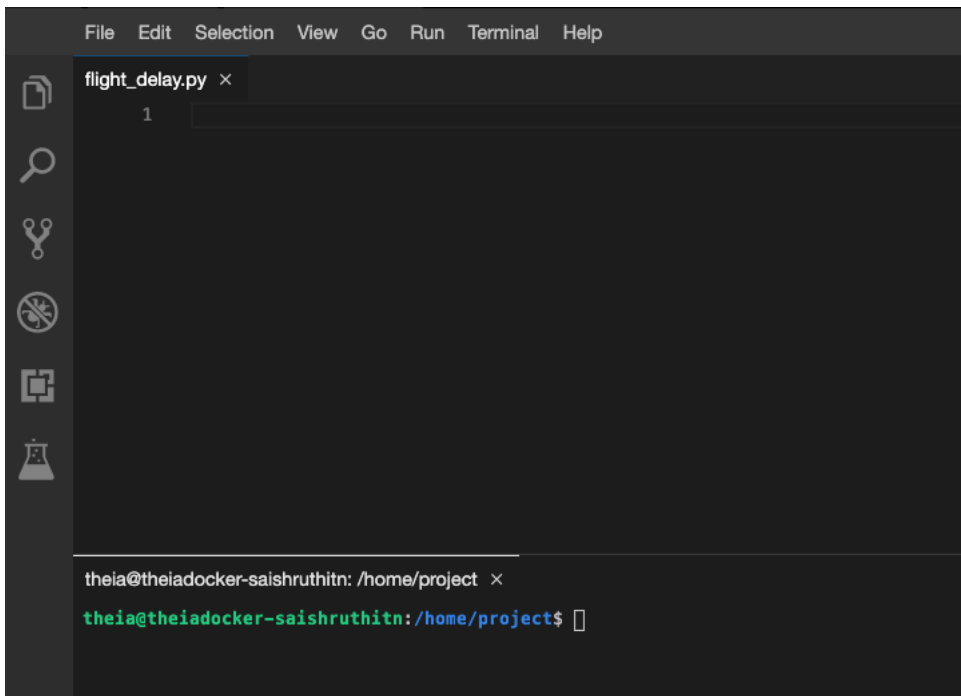 File Edit Selection View Go Run Terminal Help
flight_delay.py ×
1
theia@theiadocker-saishruthitn: /home/project ×
theia@theiadocker-saishruthitn:/home/project$